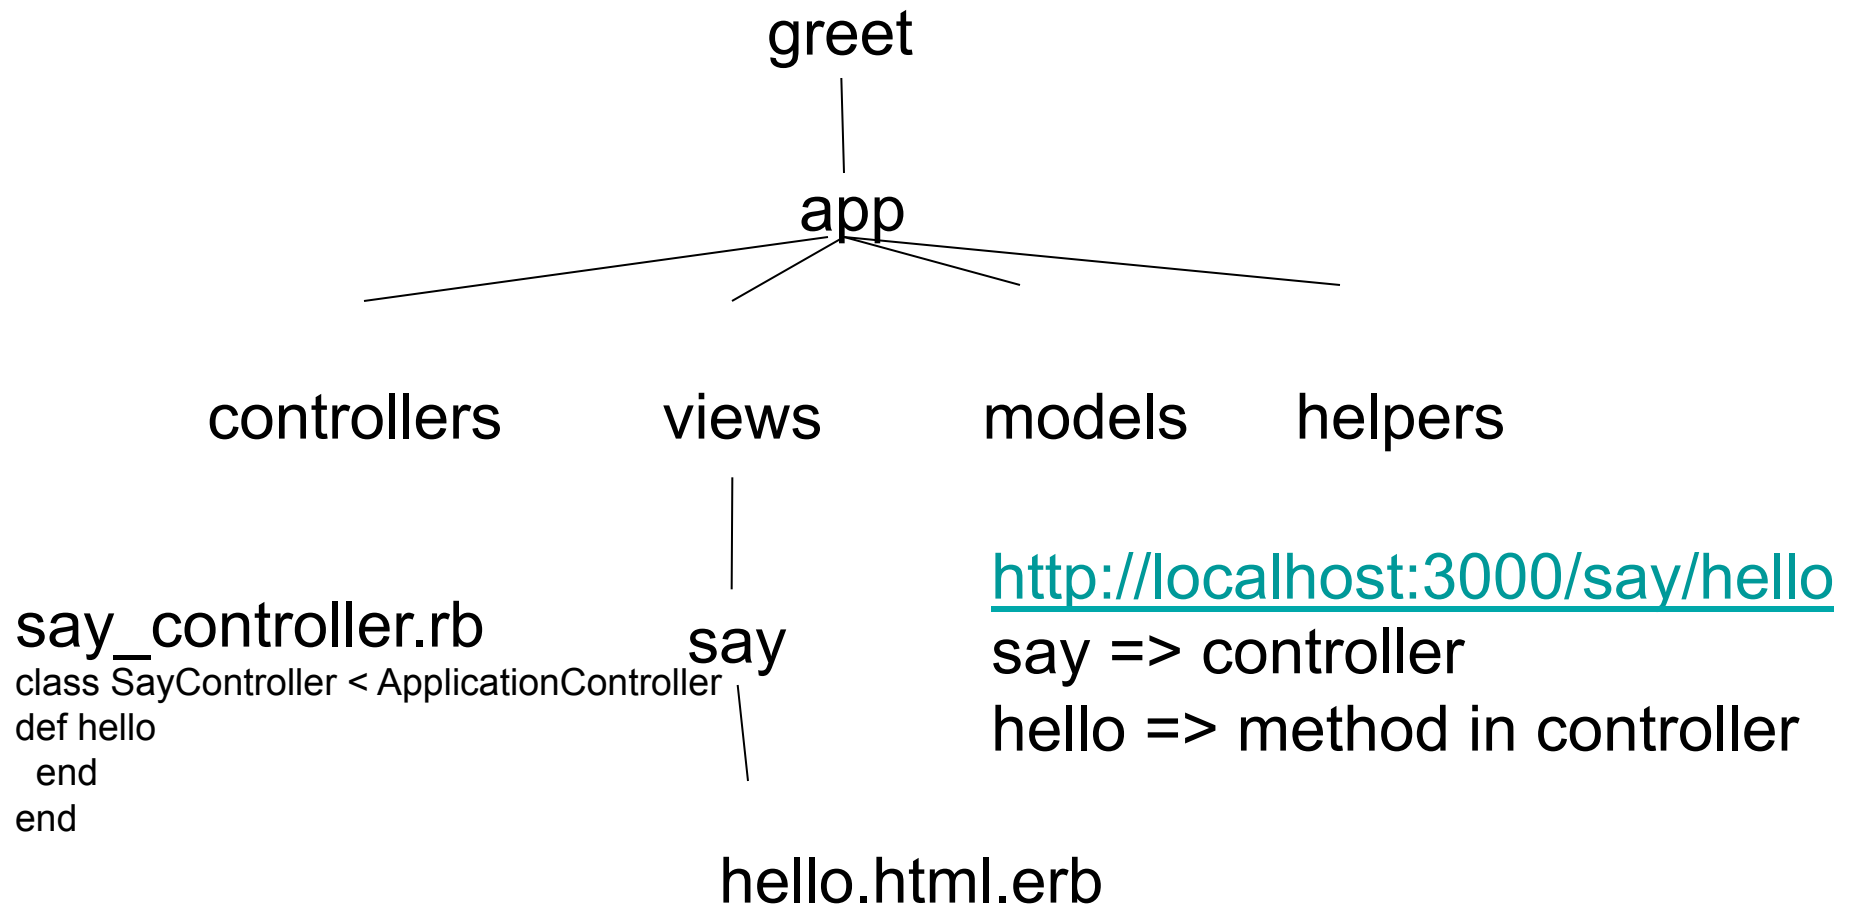 greet
app
controllers views models helpers
say_controller.rb
class SayController < ApplicationController
def hello
end
end
say
hello.html.erb
http://localhost:3000/say/hello
say => controller
hello => method in controller